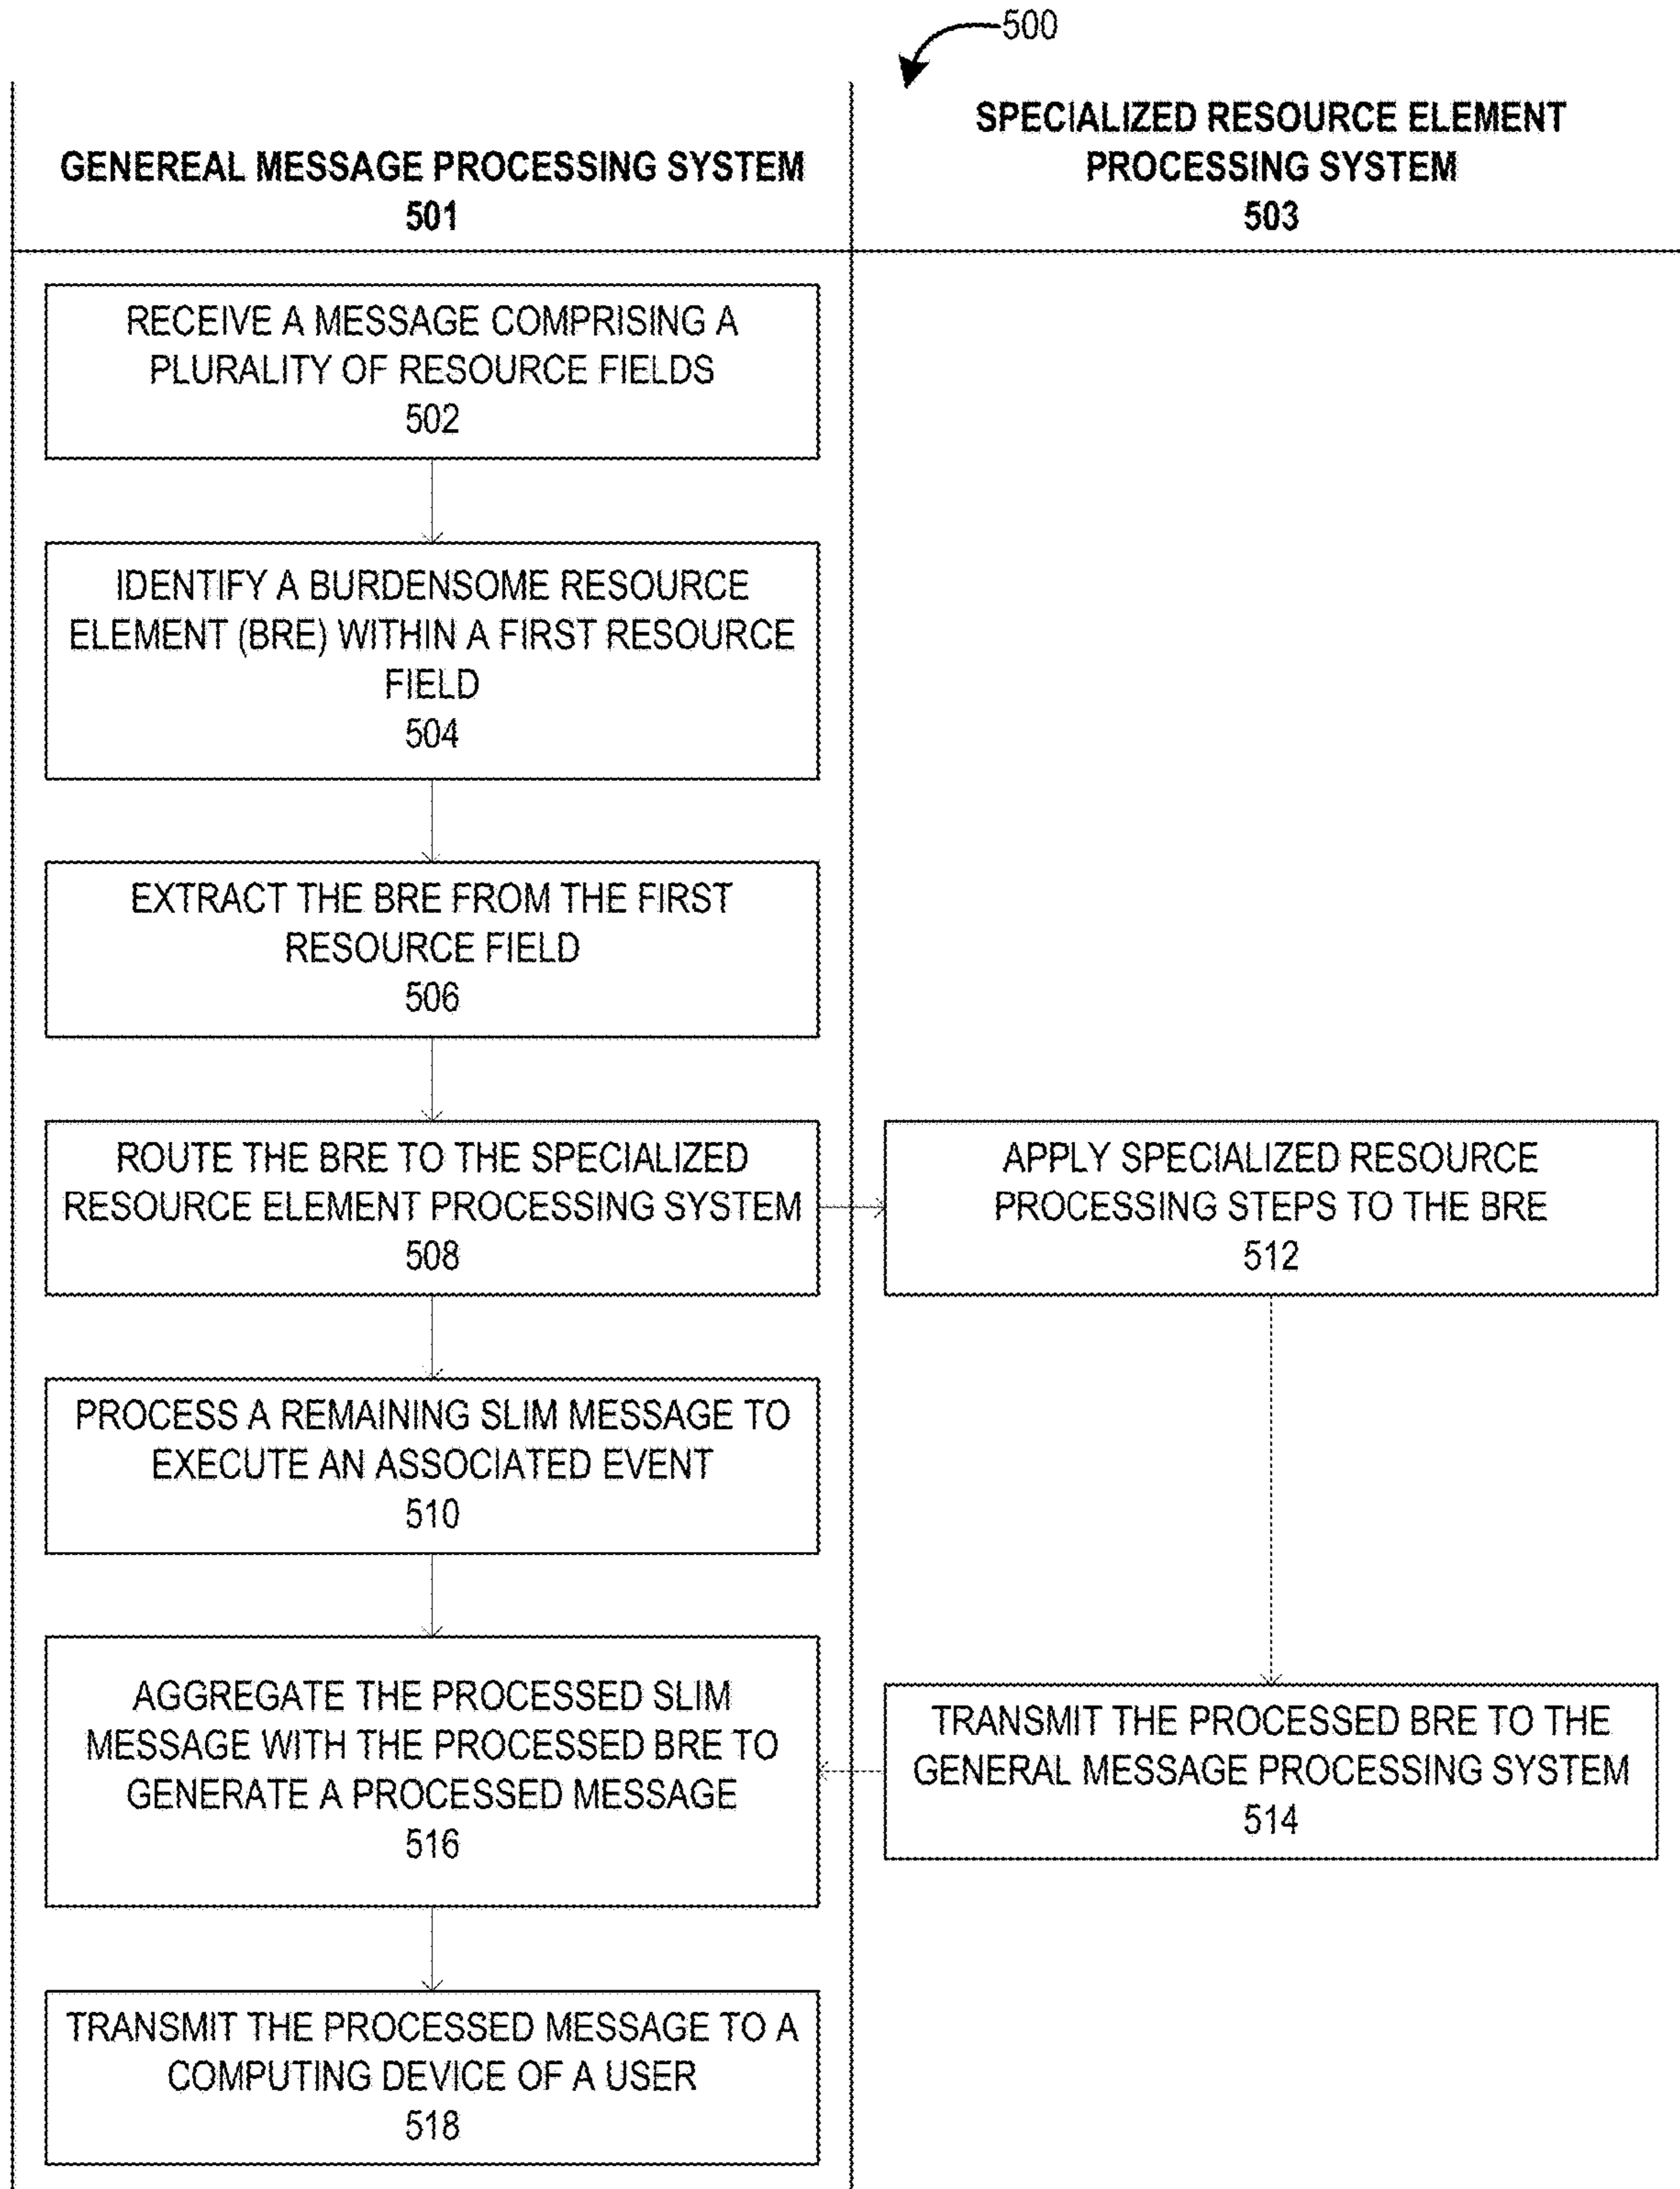 500
GENEREAL MESSAGE PROCESSING SYSTEM
501
SPECIALIZED RESOURCE ELEMENT
PROCESSING SYSTEM
503
RECEIVE A MESSAGE COMPRISING A
PLURALITY OF RESOURCE FIELDS
502
IDENTIFY A BURDENSOME RESOURCE
ELEMENT (BRE) WITHIN A FIRST RESOURCE
FIELD
504
EXTRACT THE BRE FROM THE FIRST
RESOURCE FIELD
506
ROUTE THE BRE TO THE SPECIALIZED
RESOURCE ELEMENT PROCESSING SYSTEM
508
APPLY SPECIALIZED RESOURCE
PROCESSING STEPS TO THE BRE
512
PROCESS A REMAINING SLIM MESSAGE TO
EXECUTE AN ASSOCIATED EVENT
510
AGGREGATE THE PROCESSED SLIM
MESSAGE WITH THE PROCESSED BRE TO
GENERATE A PROCESSED MESSAGE
516
TRANSMIT THE PROCESSED BRE TO THE
GENERAL MESSAGE PROCESSING SYSTEM
514
TRANSMIT THE PROCESSED MESSAGE TO A
COMPUTING DEVICE OF A USER
518